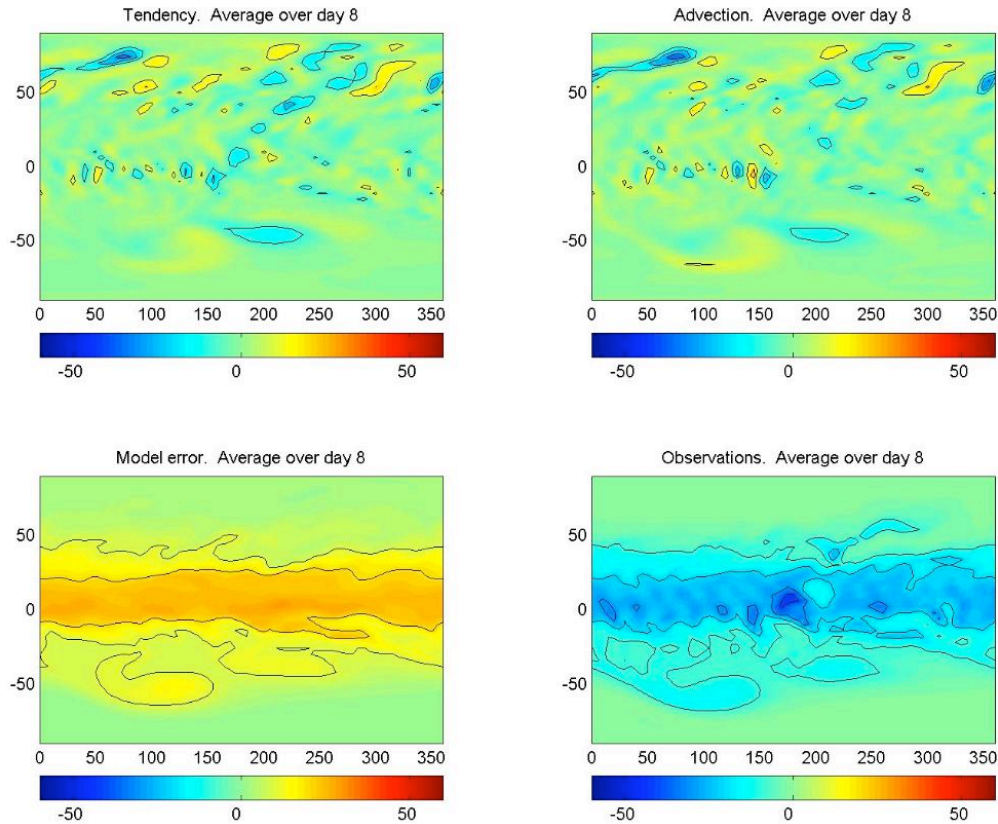 Tendency. Average over day 8
50
0
-50
0 50 100 150 200 250 300 350
-50 0 50
Advection. Average over day 8
50
0
-50
0 50 100 150 200 250 300 350
-50 0 50
Model error. Average over day 8
50
0
-50
0 50 100 150 200 250 300 350
-50 0 50
Observations. Average over day 8
50
0
-50
0 50 100 150 200 250 300 350
-50 0 50